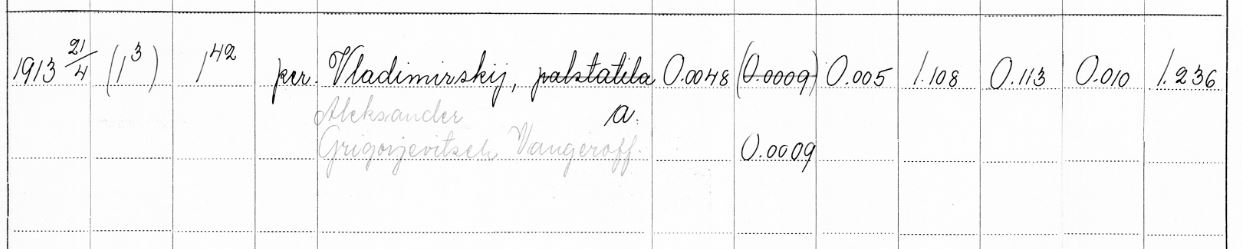 1913 21/4 (1³) 1⁴² per. Vladimirskij, palstatila 0.0048 (0.0009) 0.005 1.108 0.113 0.010 1.236
Aleksander a.
Grigorjevitsch Vangeroff. 0.0009